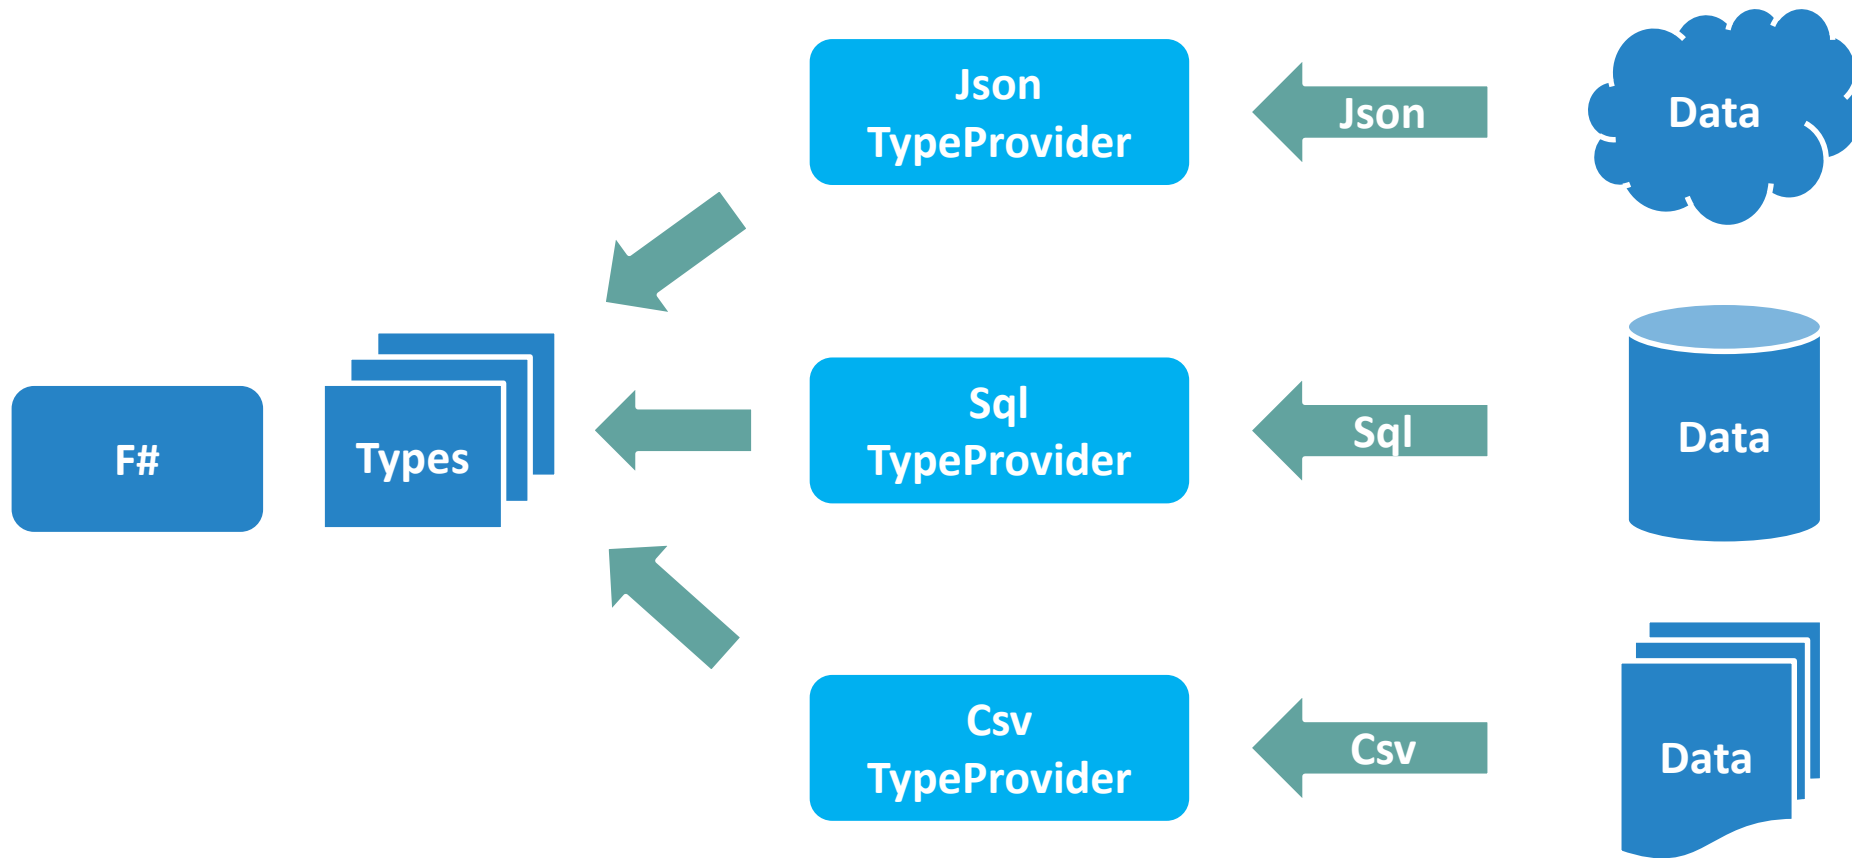 Json
TypeProvider
Json
Data
F#
Types
Sql
TypeProvider
Sql
Data
Csv
TypeProvider
Csv
Data